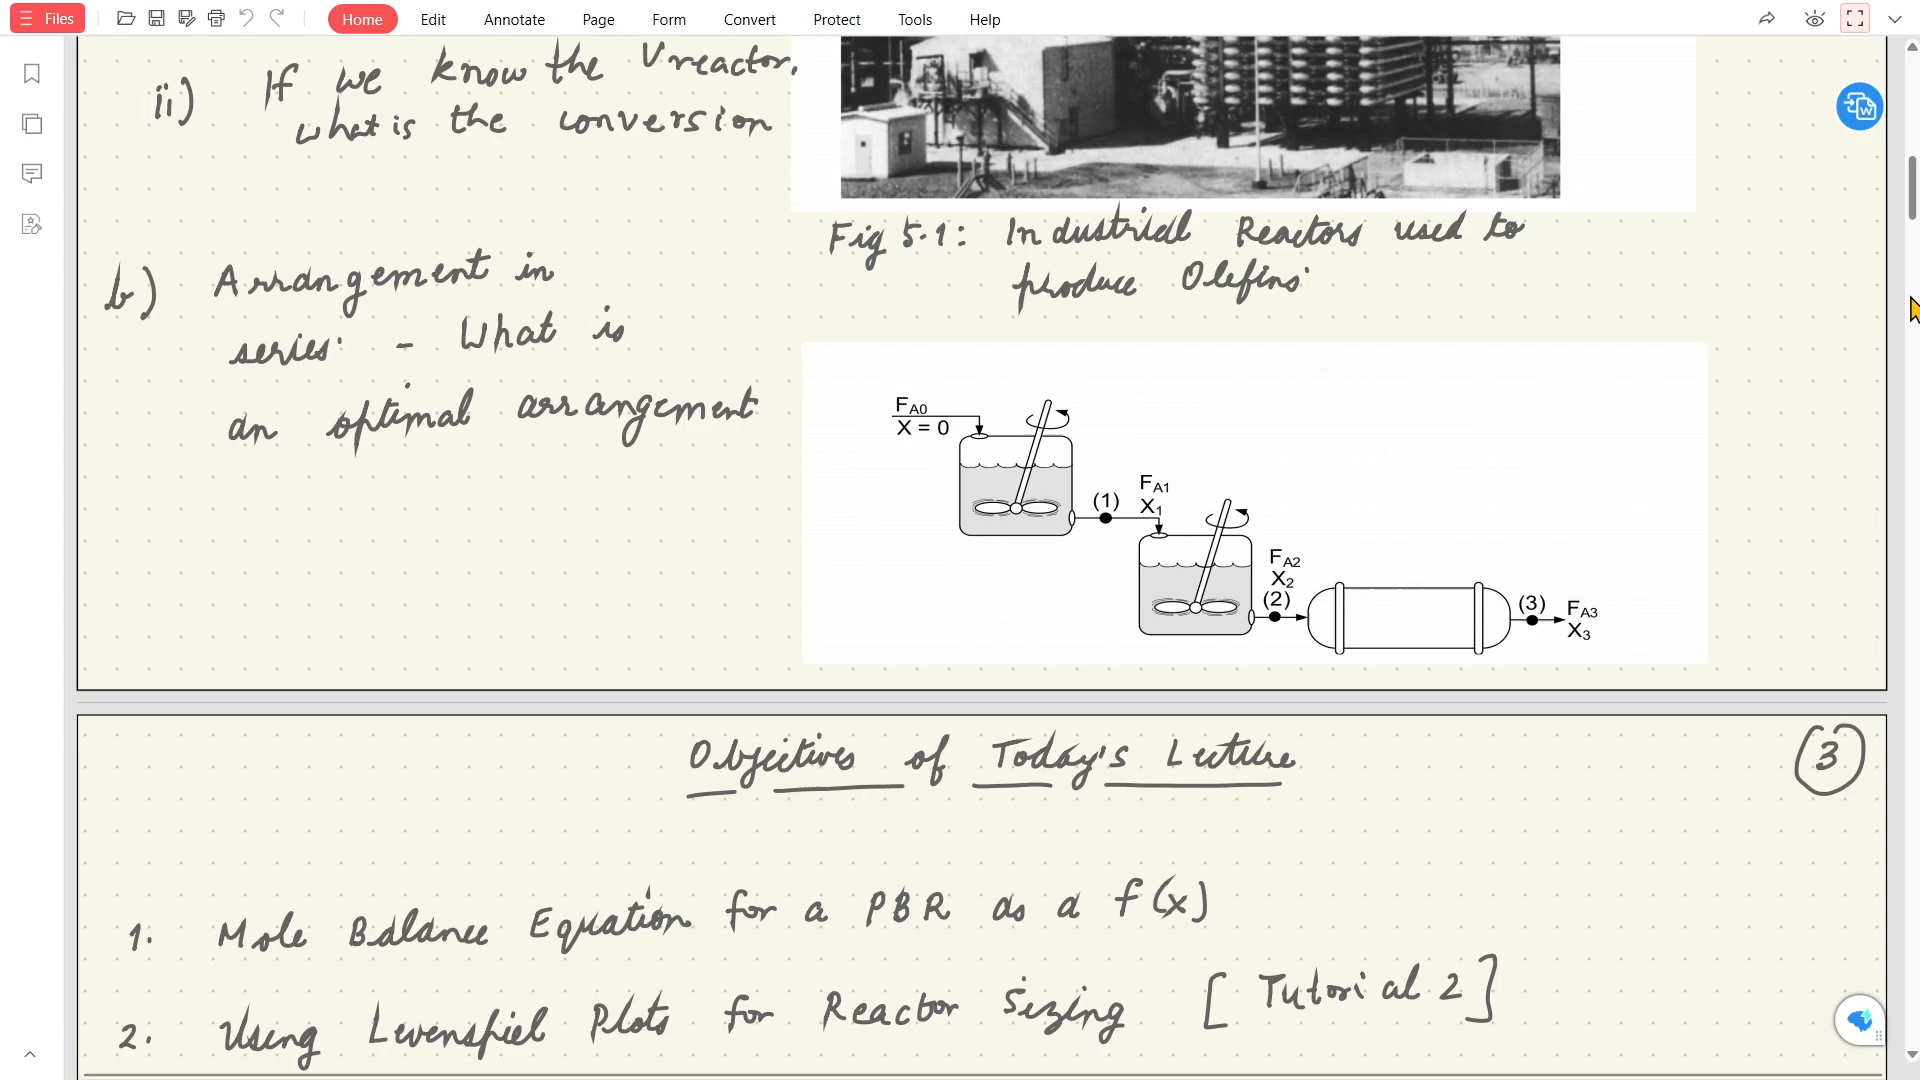 Files
Home
Edit
Annotate
Page
Form
Convert
Protect
Tools
Help
ii) If we know the Vreactor.
what is the conversion
Fig 5.1: Industrial Reactors used to
produce Olefins
b) Arrangement in
series - What is
an optimal arrangement
FA0
X = 0
(1)
FA1
X1
FA2
X2
(2)
(3)
FA3
X3
Objectives of Today's Lecture
3
1. Mole Balance Equation for a PBR as a f(x)
2. Using Levenspiel Plots for Reactor Sizing [Tutorial 2]